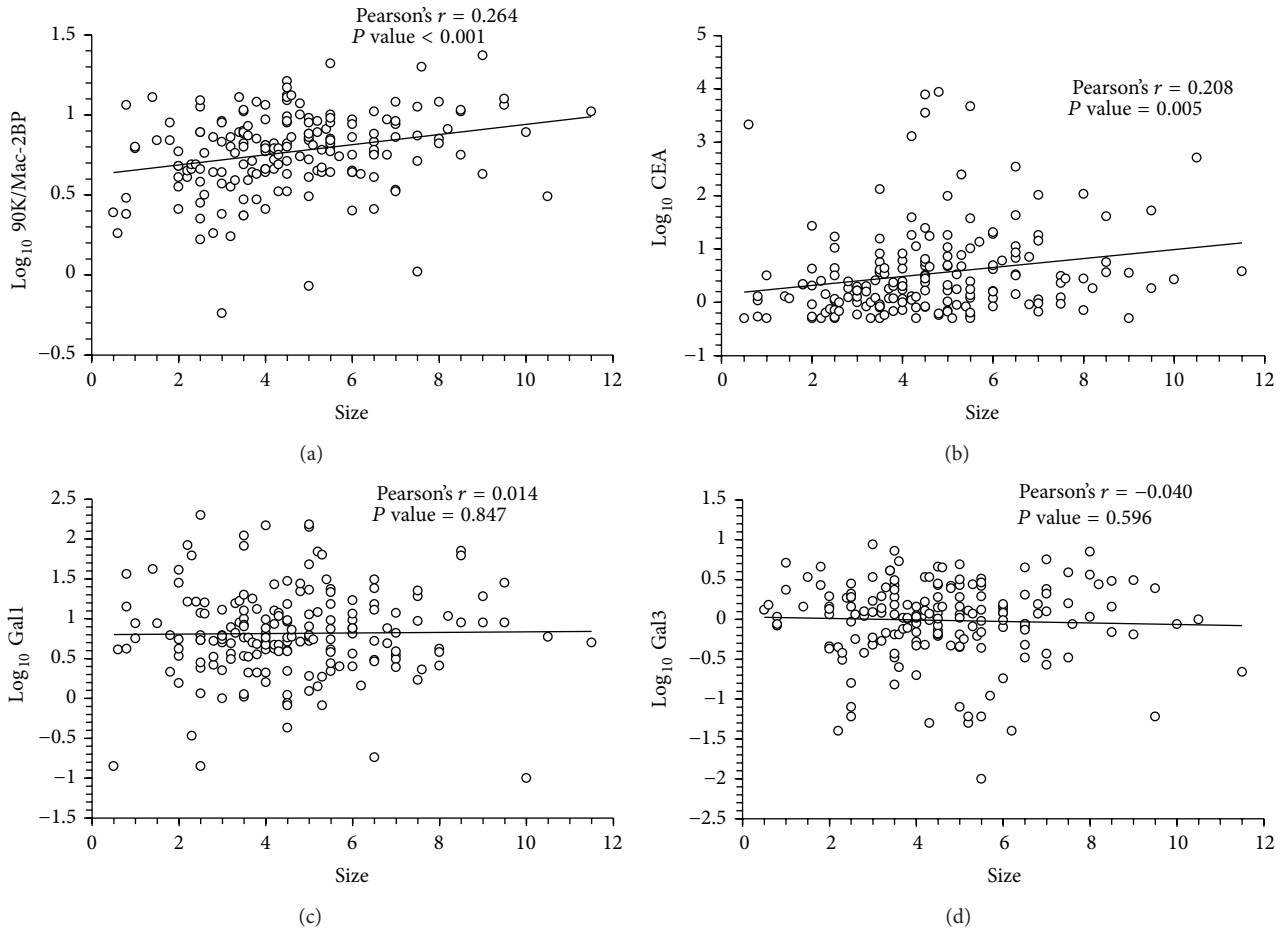 Pearson's r = 0.264
P value < 0.001
1.5
1
0.5
0
−0.5
Log10 90K/Mac-2BP
0 2 4 6 8 10 12
Size
(a)
Pearson's r = 0.208
P value = 0.005
5
4
3
2
1
0
−1
Log10 CEA
0 2 4 6 8 10 12
Size
(b)
Pearson's r = 0.014
P value = 0.847
2.5
2
1.5
1
0.5
0
−0.5
−1
−1.5
Log10 Gal1
0 2 4 6 8 10 12
Size
(c)
Pearson's r = −0.040
P value = 0.596
1.5
1
0.5
0
−0.5
−1
−1.5
−2
−2.5
Log10 Gal3
0 2 4 6 8 10 12
Size
(d)